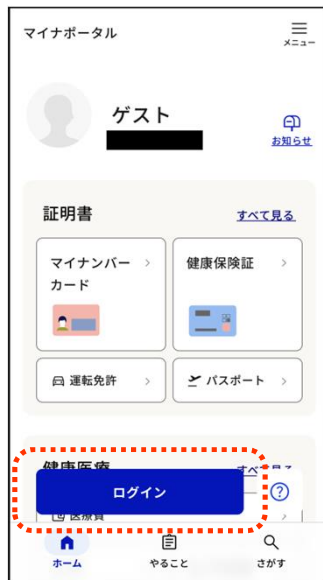 マイナポータル
メニュー
ゲスト
お知らせ
証明書
すべて見る
マイナンバー
カード
健康保険証
運転免許
パスポート
健康医療
すべて見る
ログイン
?
医療費
ホーム
やること
さがす